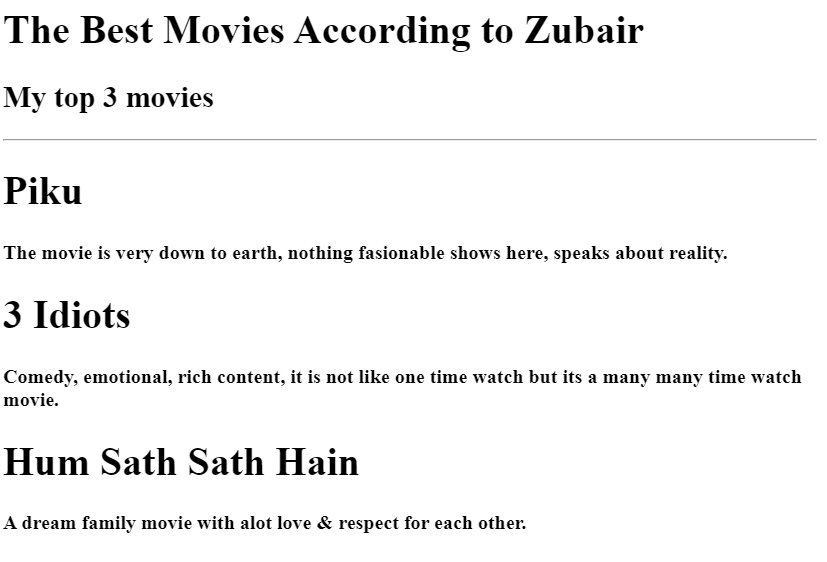 The Best Movies According to Zubair
My top 3 movies
Piku
The movie is very down to earth, nothing fasionable shows here, speaks about reality.
3 Idiots
Comedy, emotional, rich content, it is not like one time watch but its a many many time watch
movie.
Hum Sath Sath Hain
A dream family movie with alot love & respect for each other.